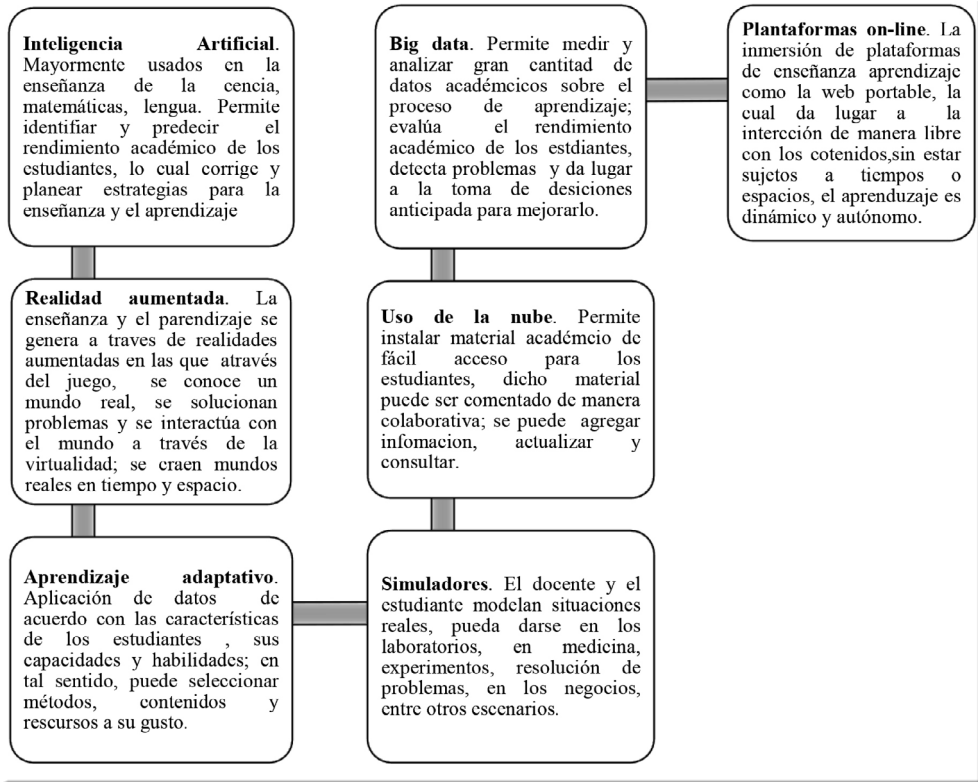 Inteligencia Artificial.
Mayormente usados en la
enseñanza de la cencia,
matemáticas, lengua. Permite
identifiar y predecir el
rendimiento académico de los
estudiantes, lo cual corrige y
planear estrategias para la
enseñanza y el aprendizaje
Realidad aumentada. La
enseñanza y el parendizaje se
genera a traves de realidades
aumentadas en las que através
del juego, se conoce un
mundo real, se solucionan
problemas y se interactúa con
el mundo a través de la
virtualidad; se craen mundos
reales en tiempo y espacio.
Aprendizaje adaptativo.
Aplicación de datos de
acuerdo con las características
de los estudiantes , sus
capacidades y habilidades; en
tal sentido, puede seleccionar
métodos, contenidos y
rescursos a su gusto.
Simuladores. El docente y el
estudiante modelan situaciones
reales, pueda darse en los
laboratorios, en medicina,
experimentos, resolución de
problemas, en los negocios,
entre otros escenarios.
Uso de la nube. Permite
instalar material académcio de
fácil acceso para los
estudiantes, dicho material
puede ser comentado de manera
colaborativa; se puede agregar
infomacion, actualizar y
consultar.
Big data. Permite medir y
analizar gran cantidad de
datos académcicos sobre el
proceso de aprendizaje;
evalúa el rendimiento
académico de los estdiantes,
detecta problemas y da lugar
a la toma de desiciones
anticipada para mejorarlo.
Plantaformas on-line. La
inmersión de plataformas
de enseñanza aprendizaje
como la web portable, la
cual da lugar a la
intercción de manera libre
con los cotenidos,sin estar
sujetos a tiempos o
espacios, el aprenduzaje es
dinámico y autónomo.